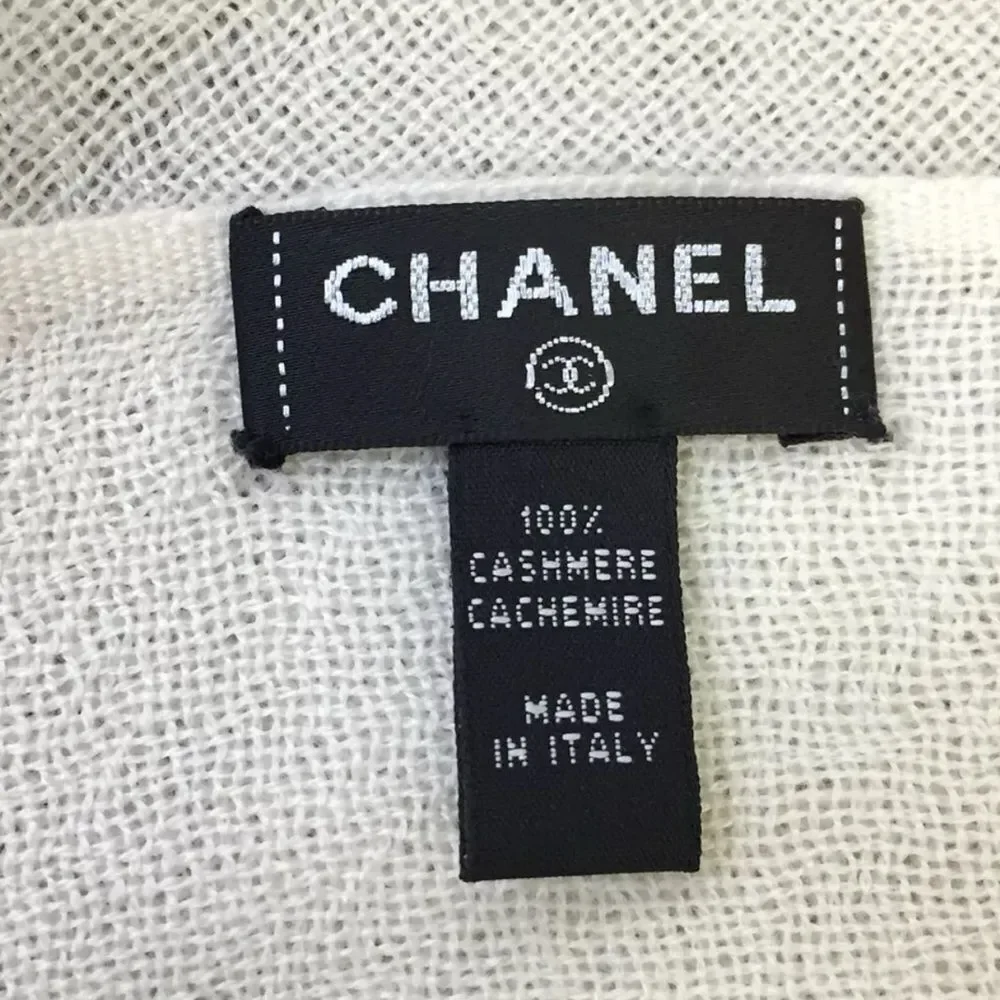 CHANEL
100%
CASHMERE
CACHEMIRE
MADE
IN ITALY